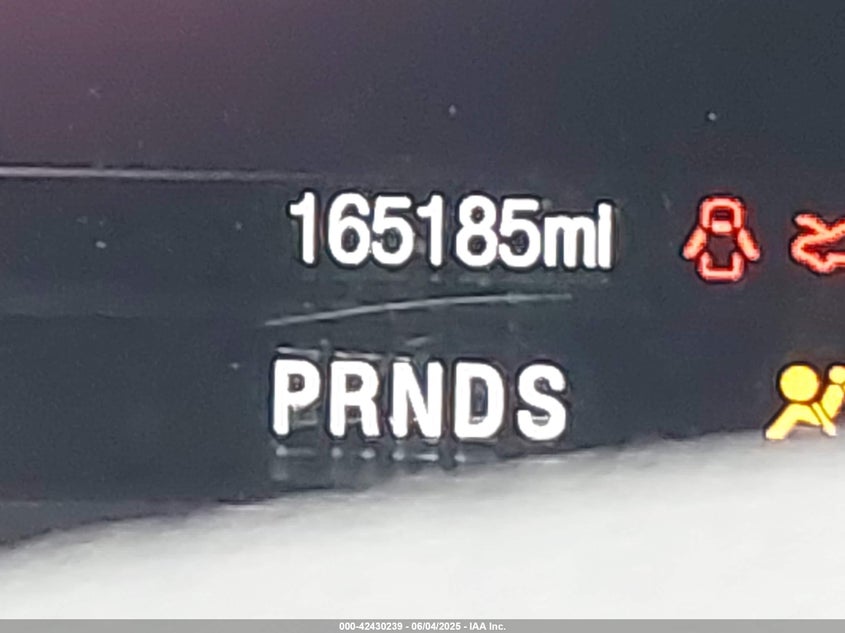 165185mi
PRNDS
000-42430239 - 06/04/2025 - IAA Inc.